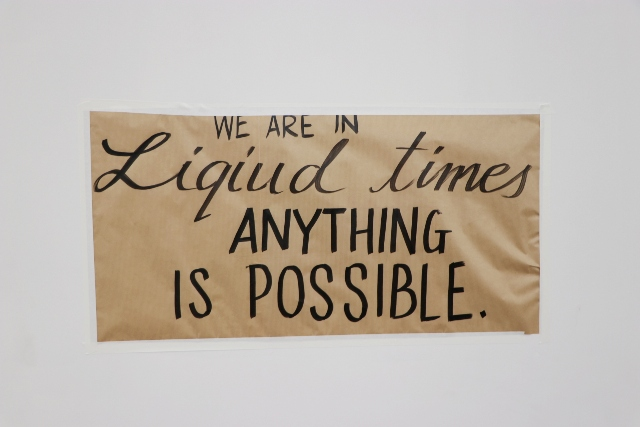 WE ARE IN
Liqiud times
ANYTHING
IS POSSIBLE.